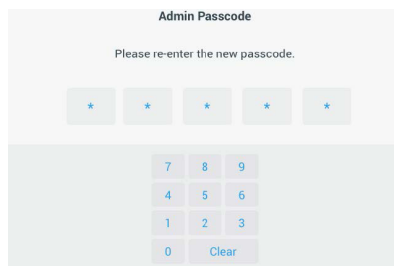 Admin Passcode
Please re-enter the new passcode.
* * * * *
7 8 9
4 5 6
1 2 3
0 Clear